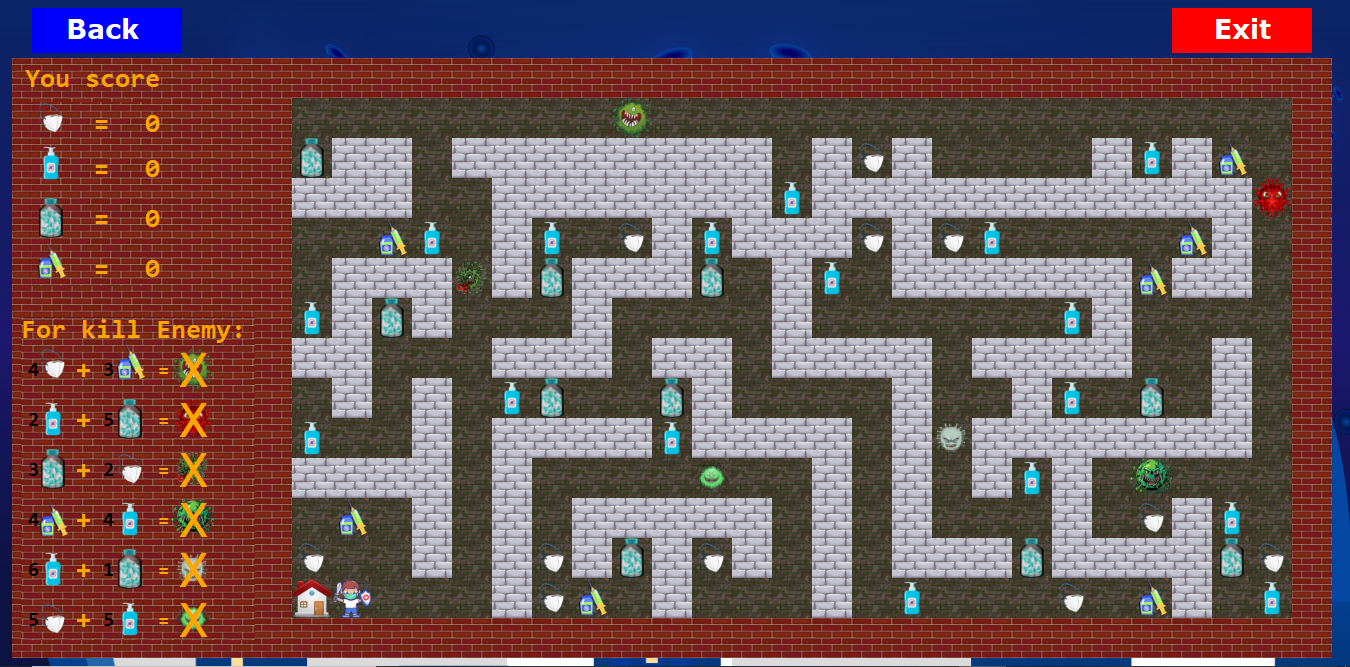 Back
Exit
You score
= 0
= 0
= 0
= 0
For kill Enemy:
4 + 3 = X
2 + 5 = X
3 + 2 = X
4 + 4 = X
6 + 1 = X
5 + 5 = X